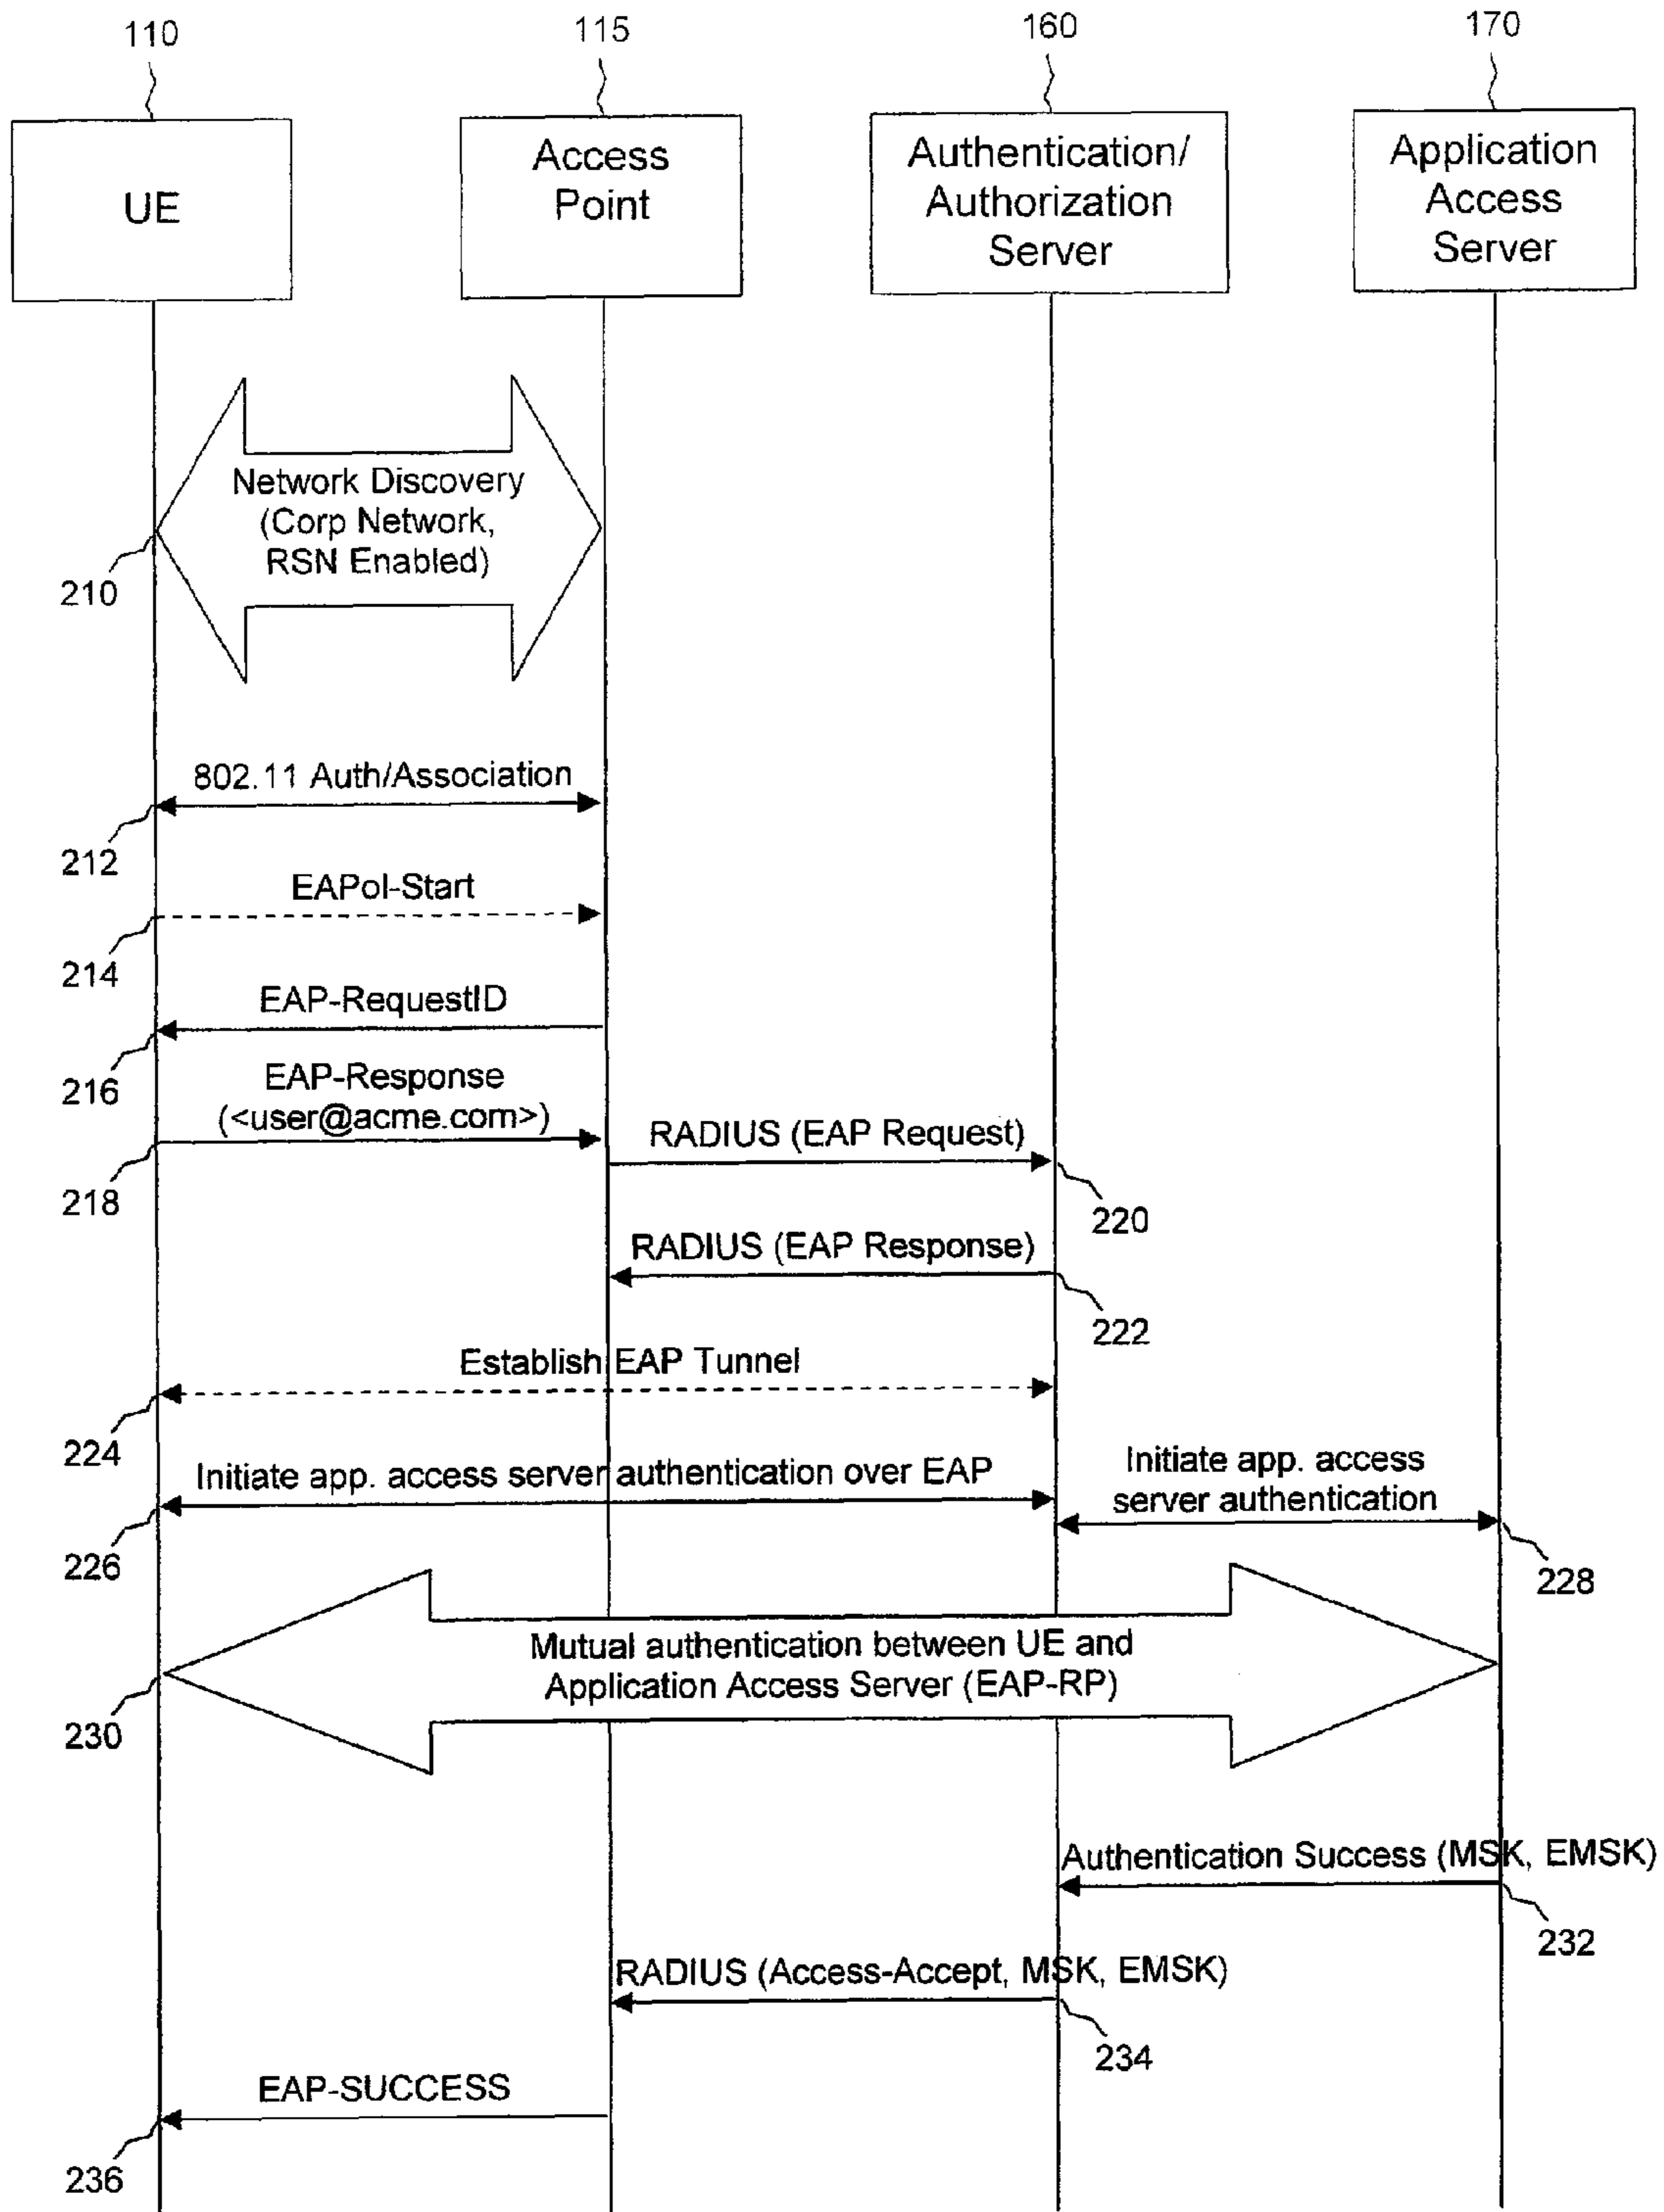 110
115
160
170
UE
Access
Point
Authentication/
Authorization
Server
Application
Access
Server
Network Discovery
(Corp Network,
RSN Enabled)
210
802.11 Auth/Association
212
EAPol-Start
214
EAP-RequestID
216
EAP-Response
(<user@acme.com>)
218
RADIUS (EAP Request)
220
RADIUS (EAP Response)
222
Establish EAP Tunnel
224
Initiate app. access server authentication over EAP
226
Initiate app. access
server authentication
228
Mutual authentication between UE and
Application Access Server (EAP-RP)
230
Authentication Success (MSK, EMSK)
232
RADIUS (Access-Accept, MSK, EMSK)
234
EAP-SUCCESS
236